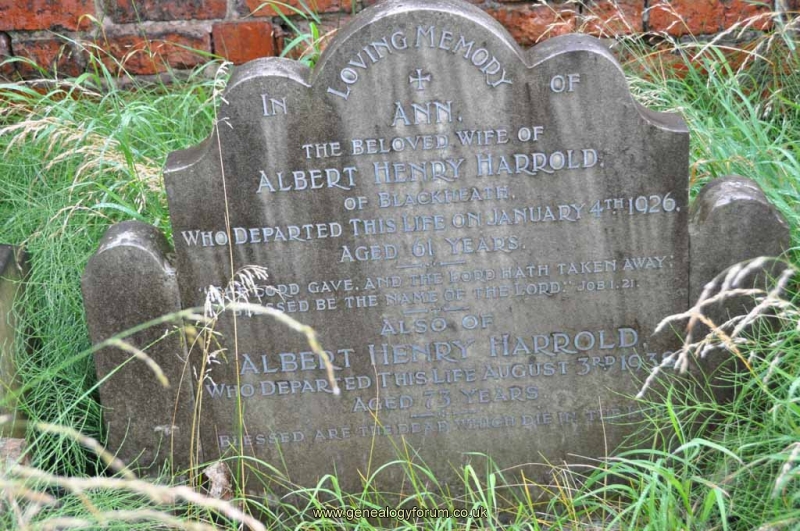 IN LOVING MEMORY OF
ANN.
THE BELOVED WIFE OF
ALBERT HENRY HARROLD.
OF BLACKHEATH,
WHO DEPARTED THIS LIFE ON JANUARY 4TH 1926.
AGED 61 YEARS.
LORD GAVE, AND THE LORD HATH TAKEN AWAY;
BE THE NAME OF THE LORD." JOB 1.21.
ALSO OF
ALBERT HENRY HARROLD.
WHO DEPARTED THIS LIFE AUGUST 3RD
AGED 73 YEARS
BLESSED ARE THE DEAD WHICH DIE IN THE
www.genealogyforum.co.uk